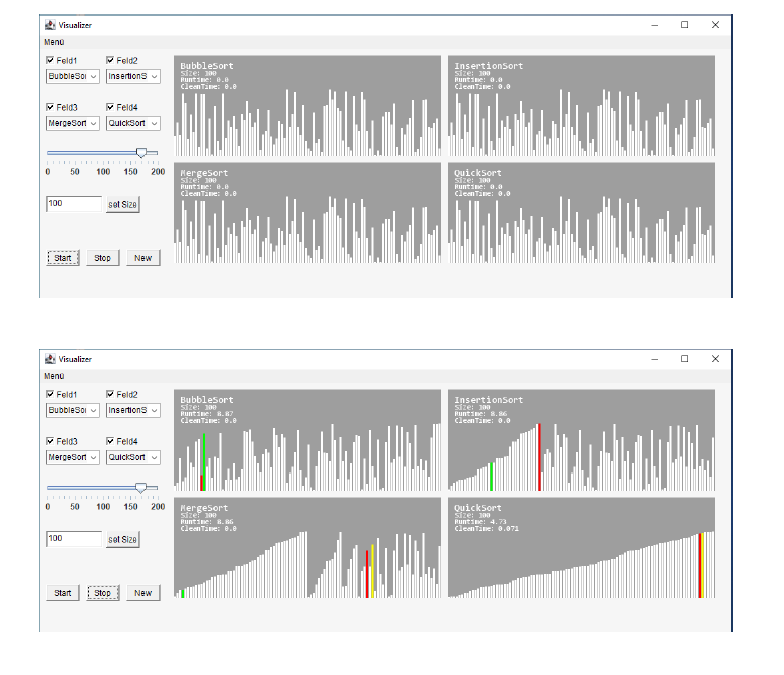 Visualizer
Menü
Feld1 Feld2
BubbleSor InsertionS
Feld3 Feld4
MergeSort QuickSort
0 50 100 150 200
100 set Size
Start Stop New
BubbleSort
Size: 100
Runtime: 0.0
CleanTime: 0.0
InsertionSort
Size: 100
Runtime: 0.0
CleanTime: 0.0
MergeSort
Size: 100
Runtime: 0.0
CleanTime: 0.0
QuickSort
Size: 100
Runtime: 0.0
CleanTime: 0.0
Visualizer
Menü
Feld1 Feld2
BubbleSor InsertionS
Feld3 Feld4
MergeSort QuickSort
0 50 100 150 200
100 set Size
Start Stop New
BubbleSort
Size: 100
Runtime: 8.87
CleanTime: 0.0
InsertionSort
Size: 100
Runtime: 8.86
CleanTime: 0.0
MergeSort
Size: 100
Runtime: 8.86
CleanTime: 0.0
QuickSort
Size: 100
Runtime: 4.73
CleanTime: 0.071